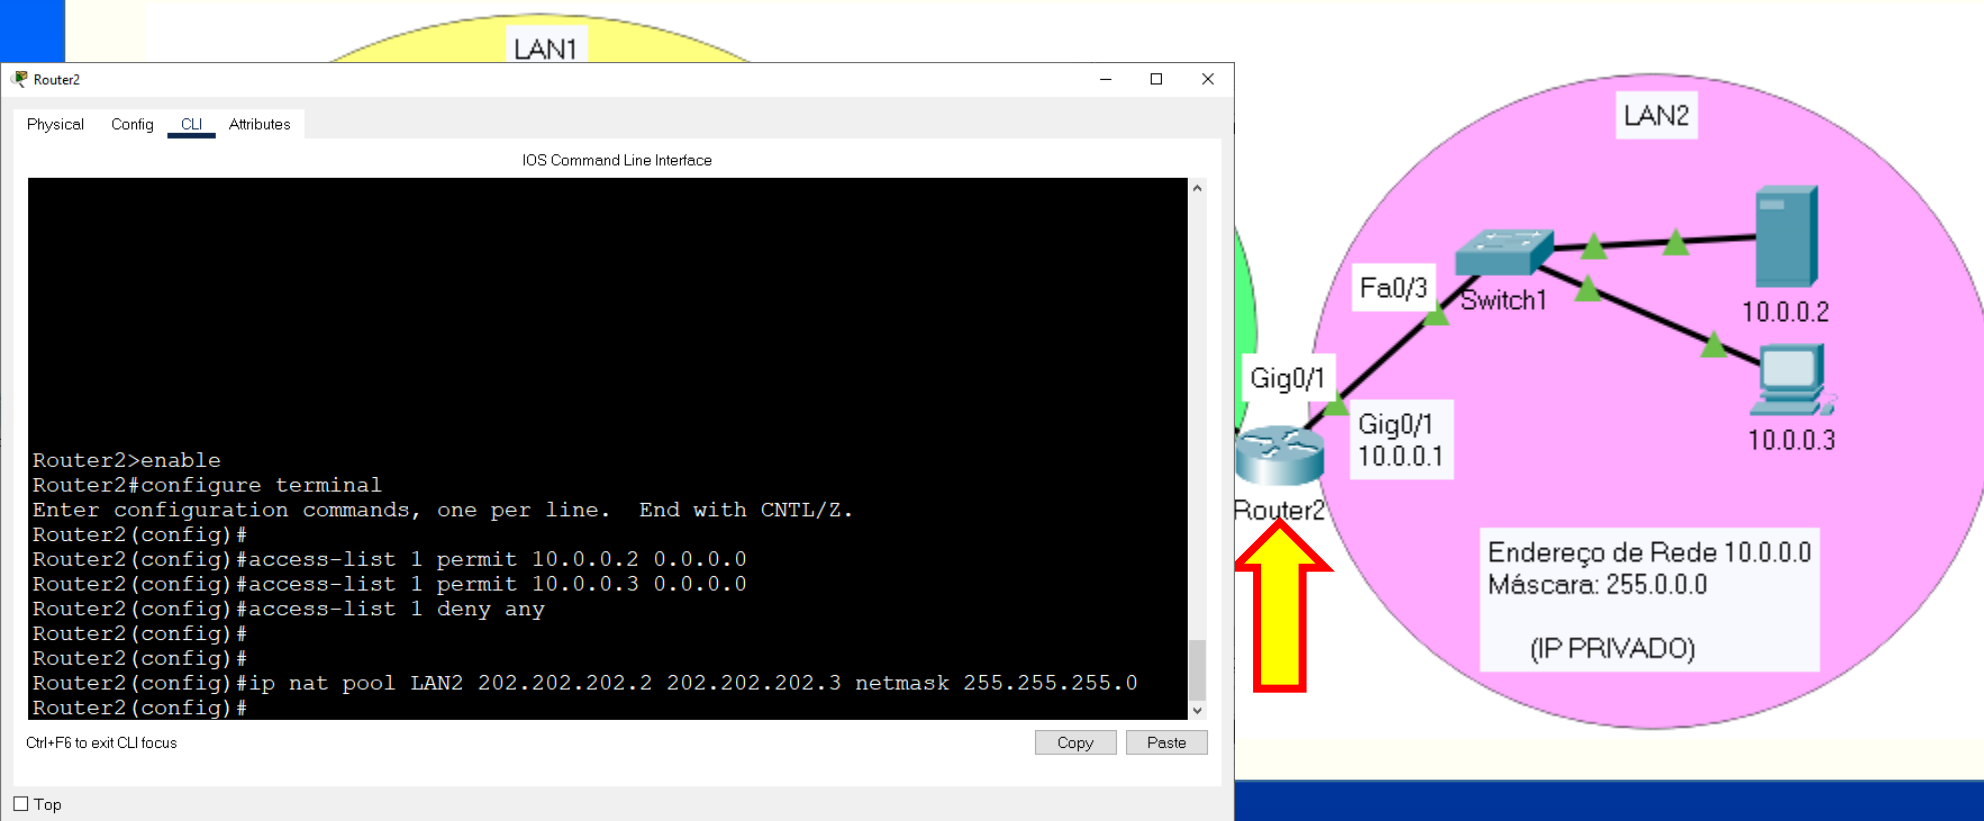 LAN1
Router2
Physical Config CLI Attributes
IOS Command Line Interface
Router2>enable
Router2#configure terminal
Enter configuration commands, one per line.  End with CNTL/Z.
Router2(config)#
Router2(config)#access-list 1 permit 10.0.0.2 0.0.0.0
Router2(config)#access-list 1 permit 10.0.0.3 0.0.0.0
Router2(config)#access-list 1 deny any
Router2(config)#
Router2(config)#
Router2(config)#ip nat pool LAN2 202.202.202.2 202.202.202.3 netmask 255.255.255.0
Router2(config)#
Ctrl+F6 to exit CLI focus
Copy
Paste
Top
LAN2
Fa0/3
Switch1
10.0.0.2
Gig0/1
Gig0/1
10.0.0.1
10.0.0.3
Router2
Endereço de Rede 10.0.0.0
Máscara: 255.0.0.0
(IP PRIVADO)